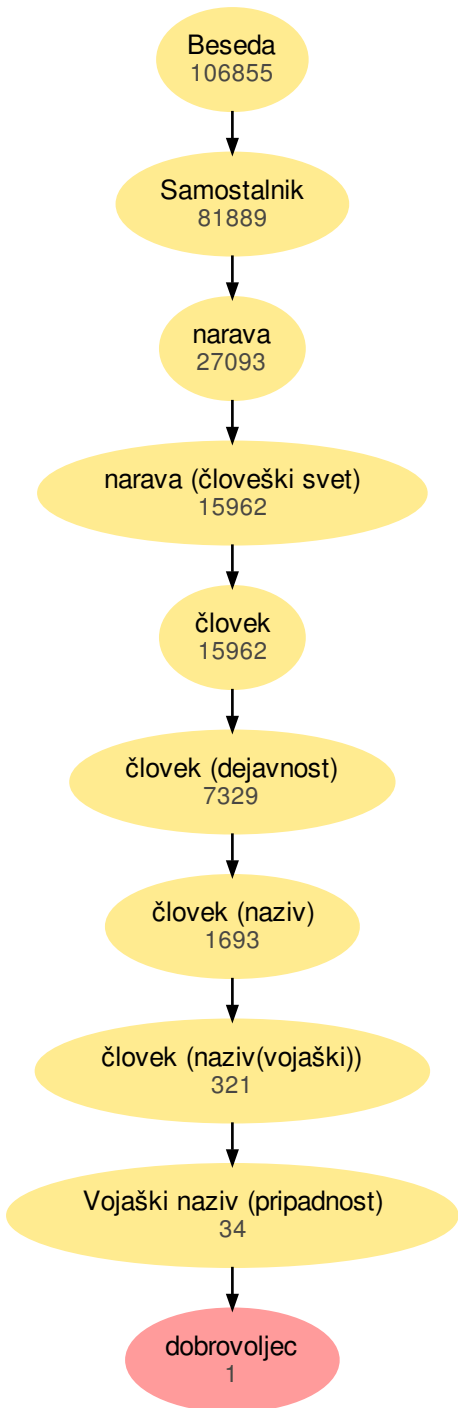 Beseda
106855
Samostalnik
81889
narava
27093
narava (človeški svet)
15962
človek
15962
človek (dejavnost)
7329
človek (naziv)
1693
človek (naziv(vojaški))
321
Vojaški naziv (pripadnost)
34
dobrovoljec
1